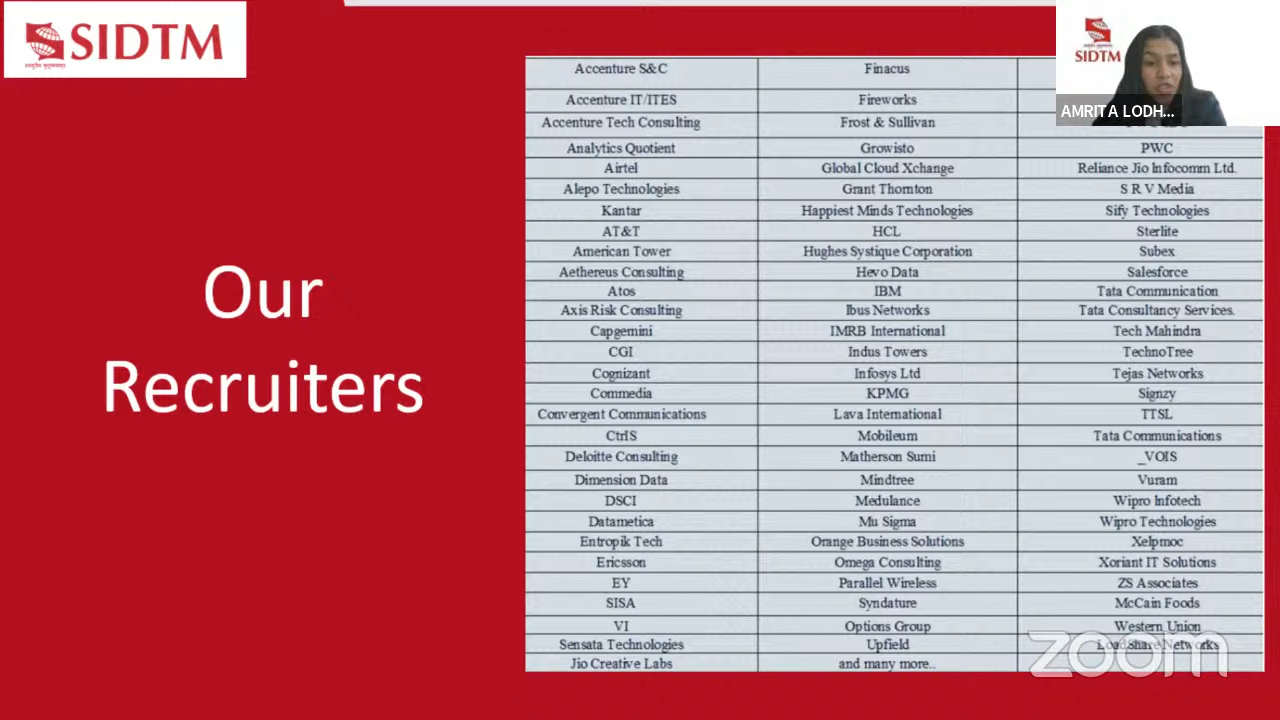 SIDTM
SIDTM
AMRITA LODH...
Our
Recruiters
Accenture S&C Finacus
Accenture IT/ITES Fireworks
Accenture Tech Consulting Frost & Sullivan
Analytics Quotient Growisto PWC
Airtel Global Cloud Xchange Reliance Jio Infocomm Ltd.
Alepo Technologies Grant Thornton S R V Media
Kantar Happiest Minds Technologies Sify Technologies
AT&T HCL Sterlite
American Tower Hughes Systique Corporation Subex
Aethereus Consulting Hevo Data Salesforce
Atos IBM Tata Communication
Axis Risk Consulting Ibus Networks Tata Consultancy Services.
Capgemini IMRB International Tech Mahindra
CGI Indus Towers TechnoTree
Cognizant Infosys Ltd Tejas Networks
Commedia KPMG Signzy
Convergent Communications Lava International TTSL
CtrlS Mobileum Tata Communications
Deloitte Consulting Matherson Sumi _VOIS
Dimension Data Mindtree Vuram
DSCI Medulance Wipro Infotech
Datametica Mu Sigma Wipro Technologies
Entropik Tech Orange Business Solutions Xelpmoc
Ericsson Omega Consulting Xoriant IT Solutions
EY Parallel Wireless ZS Associates
SISA Syndature McCain Foods
VI Options Group Western Union
Sensata Technologies Upfield LoadShare Networks
Jio Creative Labs and many more..
zoom